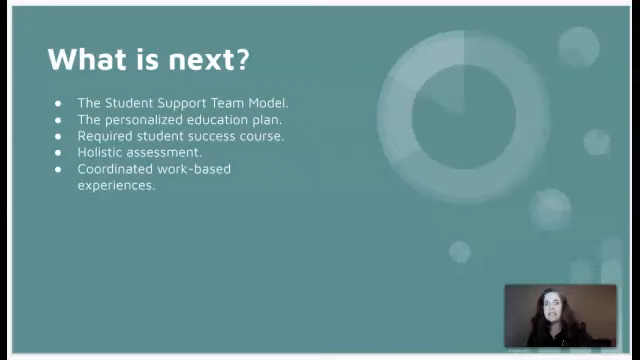 What is next?
● The Student Support Team Model.
● The personalized education plan.
● Required student success course.
● Holistic assessment.
● Coordinated work-based
experiences.